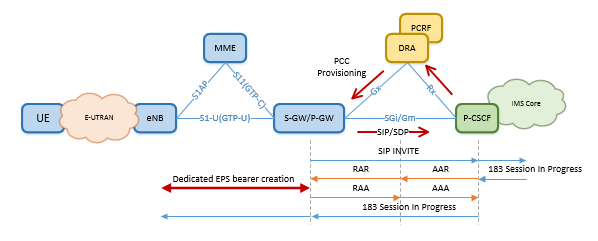 PCRF
DRA
MME
PCC
Provisioning
S1AP
S11(GTP-C)
Gx
Rx
IMS Core
UE
E-UTRAN
eNB
S1-U(GTP-U)
S-GW/P-GW
SGi/Gm
P-CSCF
SIP/SDP
SIP INVITE
183 Session In Progress
RAR
AAR
Dedicated EPS bearer creation
RAA
AAA
183 Session In Progress